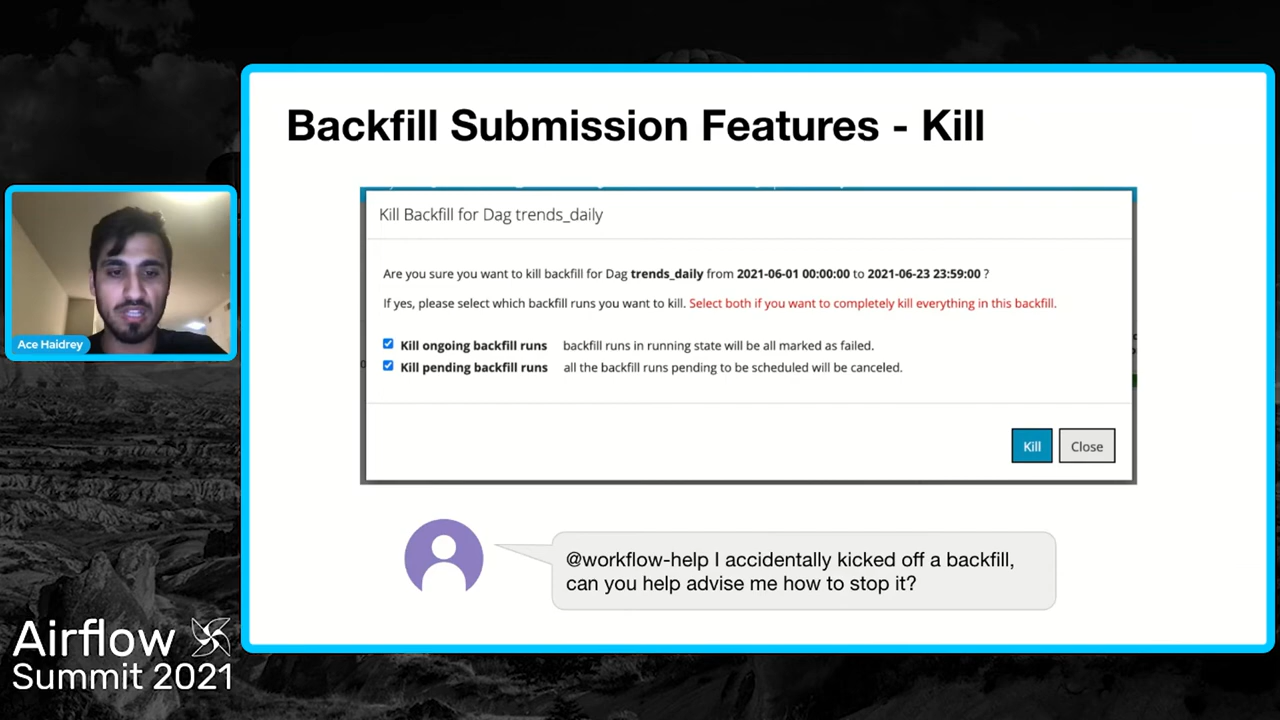 Backfill Submission Features - Kill
Kill Backfill for Dag trends_daily
Are you sure you want to kill backfill for Dag trends_daily from 2021-06-01 00:00:00 to 2021-06-23 23:59:00 ?
If yes, please select which backfill runs you want to kill. Select both if you want to completely kill everything in this backfill.
Kill ongoing backfill runs backfill runs in running state will be all marked as failed.
Kill pending backfill runs all the backfill runs pending to be scheduled will be canceled.
Kill Close
@workflow-help I accidentally kicked off a backfill,
can you help advise me how to stop it?
Ace Haidrey
Airflow
Summit 2021